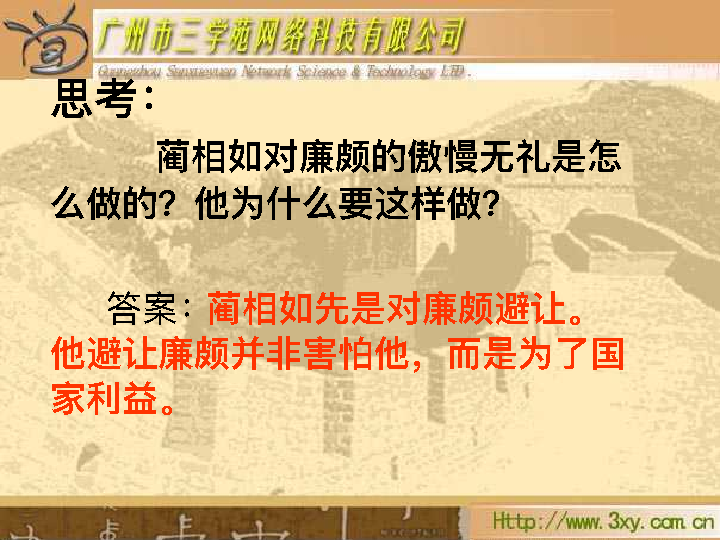 广州市三学苑网络科技有限公司
Guangzhou Sanxueyuan Network Science & Technology LTD.
思考：
蔺相如对廉颇的傲慢无礼是怎
么做的？他为什么要这样做？
答案：蔺相如先是对廉颇避让。
他避让廉颇并非害怕他，而是为了国
家利益。
Http://www.3xy.com.cn